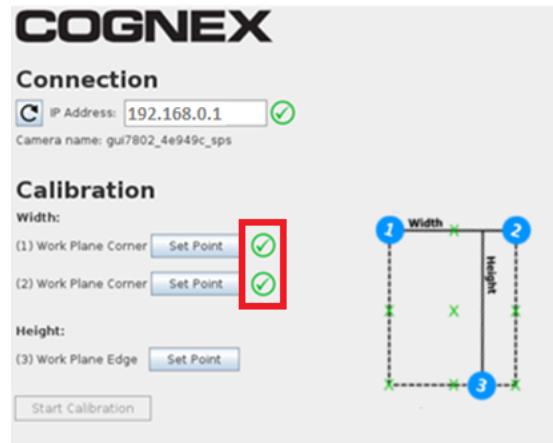 COGNEX
Connection
IP Address: 192.168.0.1
Camera name: gui7802_4e949c_sps
Calibration
Width:
(1) Work Plane Corner Set Point
(2) Work Plane Corner Set Point
Height:
(3) Work Plane Edge Set Point
Start Calibration
1 Width 2
Height
3